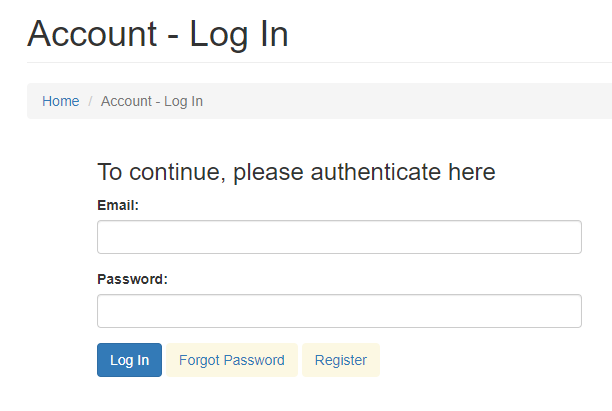 Account - Log In
Home / Account - Log In
To continue, please authenticate here
Email:
Password:
Log In Forgot Password Register